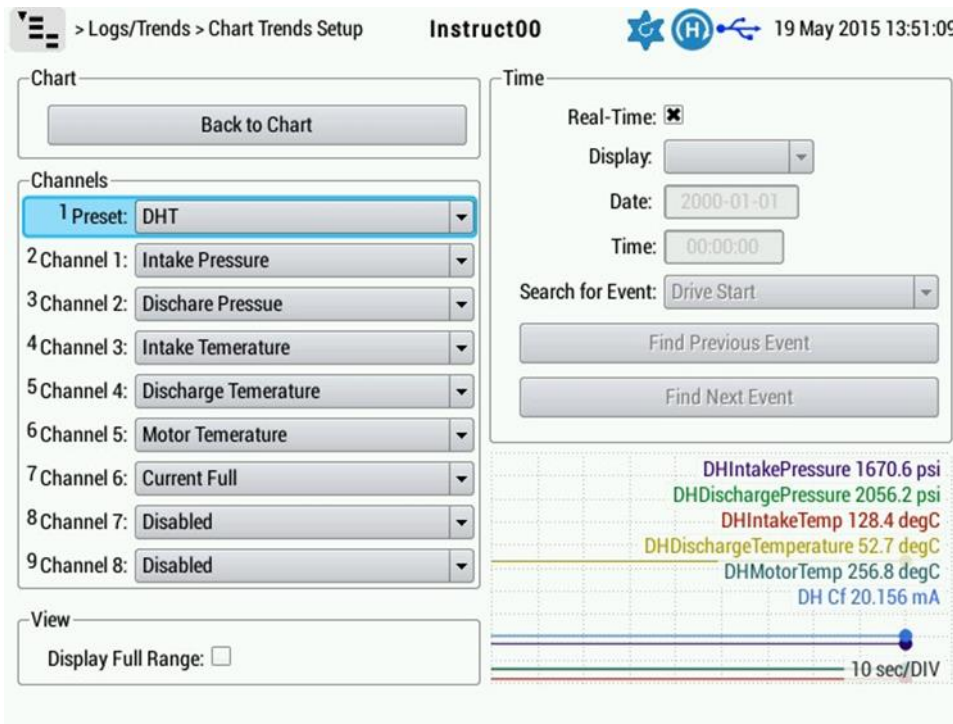 > Logs/Trends > Chart Trends Setup Instruct00 H 19 May 2015 13:51:09
Chart
Back to Chart
Channels
1 Preset: DHT
2 Channel 1: Intake Pressure
3 Channel 2: Dischare Pressue
4 Channel 3: Intake Temerature
5 Channel 4: Discharge Temerature
6 Channel 5: Motor Temerature
7 Channel 6: Current Full
8 Channel 7: Disabled
9 Channel 8: Disabled
View
Display Full Range:
Time
Real-Time:
Display:
Date: 2000-01-01
Time: 00:00:00
Search for Event: Drive Start
Find Previous Event
Find Next Event
DHIntakePressure 1670.6 psi
DHDischargePressure 2056.2 psi
DHIntakeTemp 128.4 degC
DHDischargeTemperature 52.7 degC
DHMotorTemp 256.8 degC
DH Cf 20.156 mA
10 sec/DIV